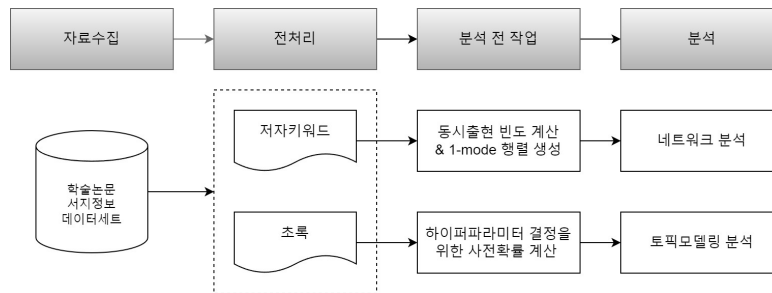 자료수집
전처리
분석 전 작업
분석
학술논문
서지정보
데이터세트
저자키워드
동시출현 빈도 계산
& 1-mode 행렬 생성
네트워크 분석
초록
하이퍼파라미터 결정을
위한 사전확률 계산
토픽모델링 분석